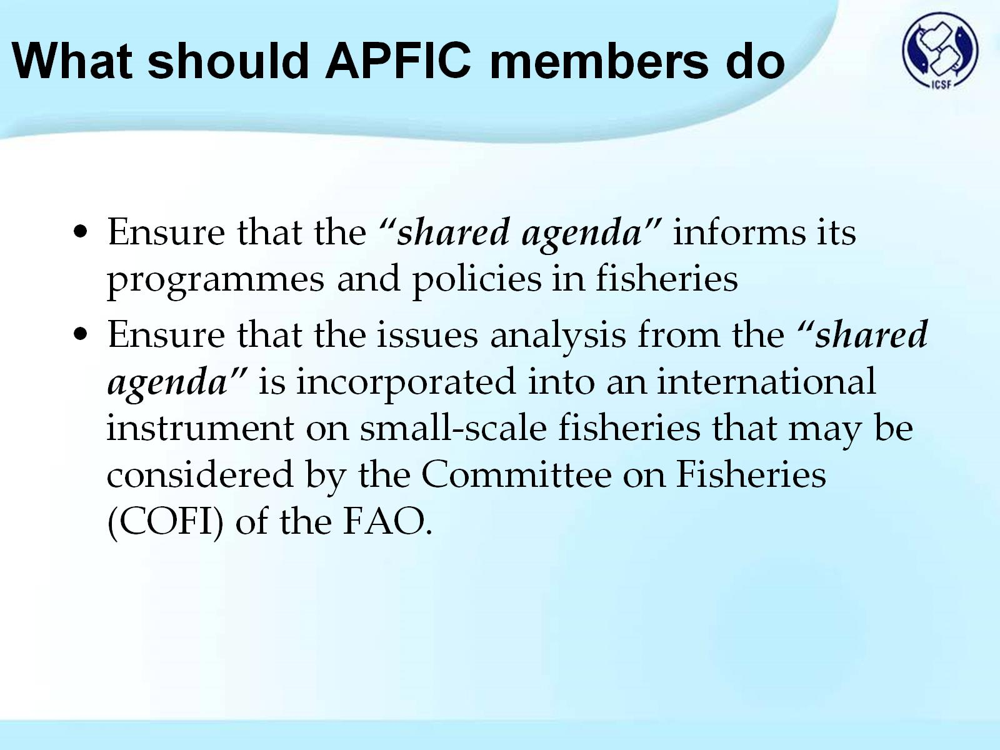 What should APFIC members do
ICSF
• Ensure that the “shared agenda” informs its
programmes and policies in fisheries
• Ensure that the issues analysis from the “shared
agenda” is incorporated into an international
instrument on small-scale fisheries that may be
considered by the Committee on Fisheries
(COFI) of the FAO.